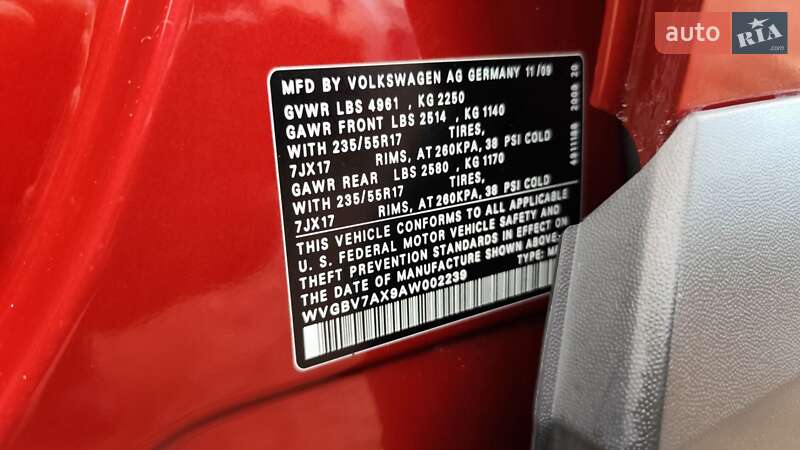 auto RIA
.com
MFD BY VOLKSWAGEN AG GERMANY 11/09
GVWR LBS 4961 , KG 2250
GAWR FRONT LBS 2514 , KG 1140
WITH 235/55R17 TIRES,
7JX17 RIMS, AT 260KPA, 38 PSI COLD
GAWR REAR LBS 2580 , KG 1170
WITH 235/55R17 TIRES,
7JX17 RIMS, AT 260KPA, 38 PSI COLD
THIS VEHICLE CONFORMS TO ALL APPLICABLE
U. S. FEDERAL MOTOR VEHICLE SAFETY AND
THEFT PREVENTION STANDARDS IN EFFECT ON
THE DATE OF MANUFACTURE SHOWN ABOVE.
WVGBV7AX9AW002239 TYPE: